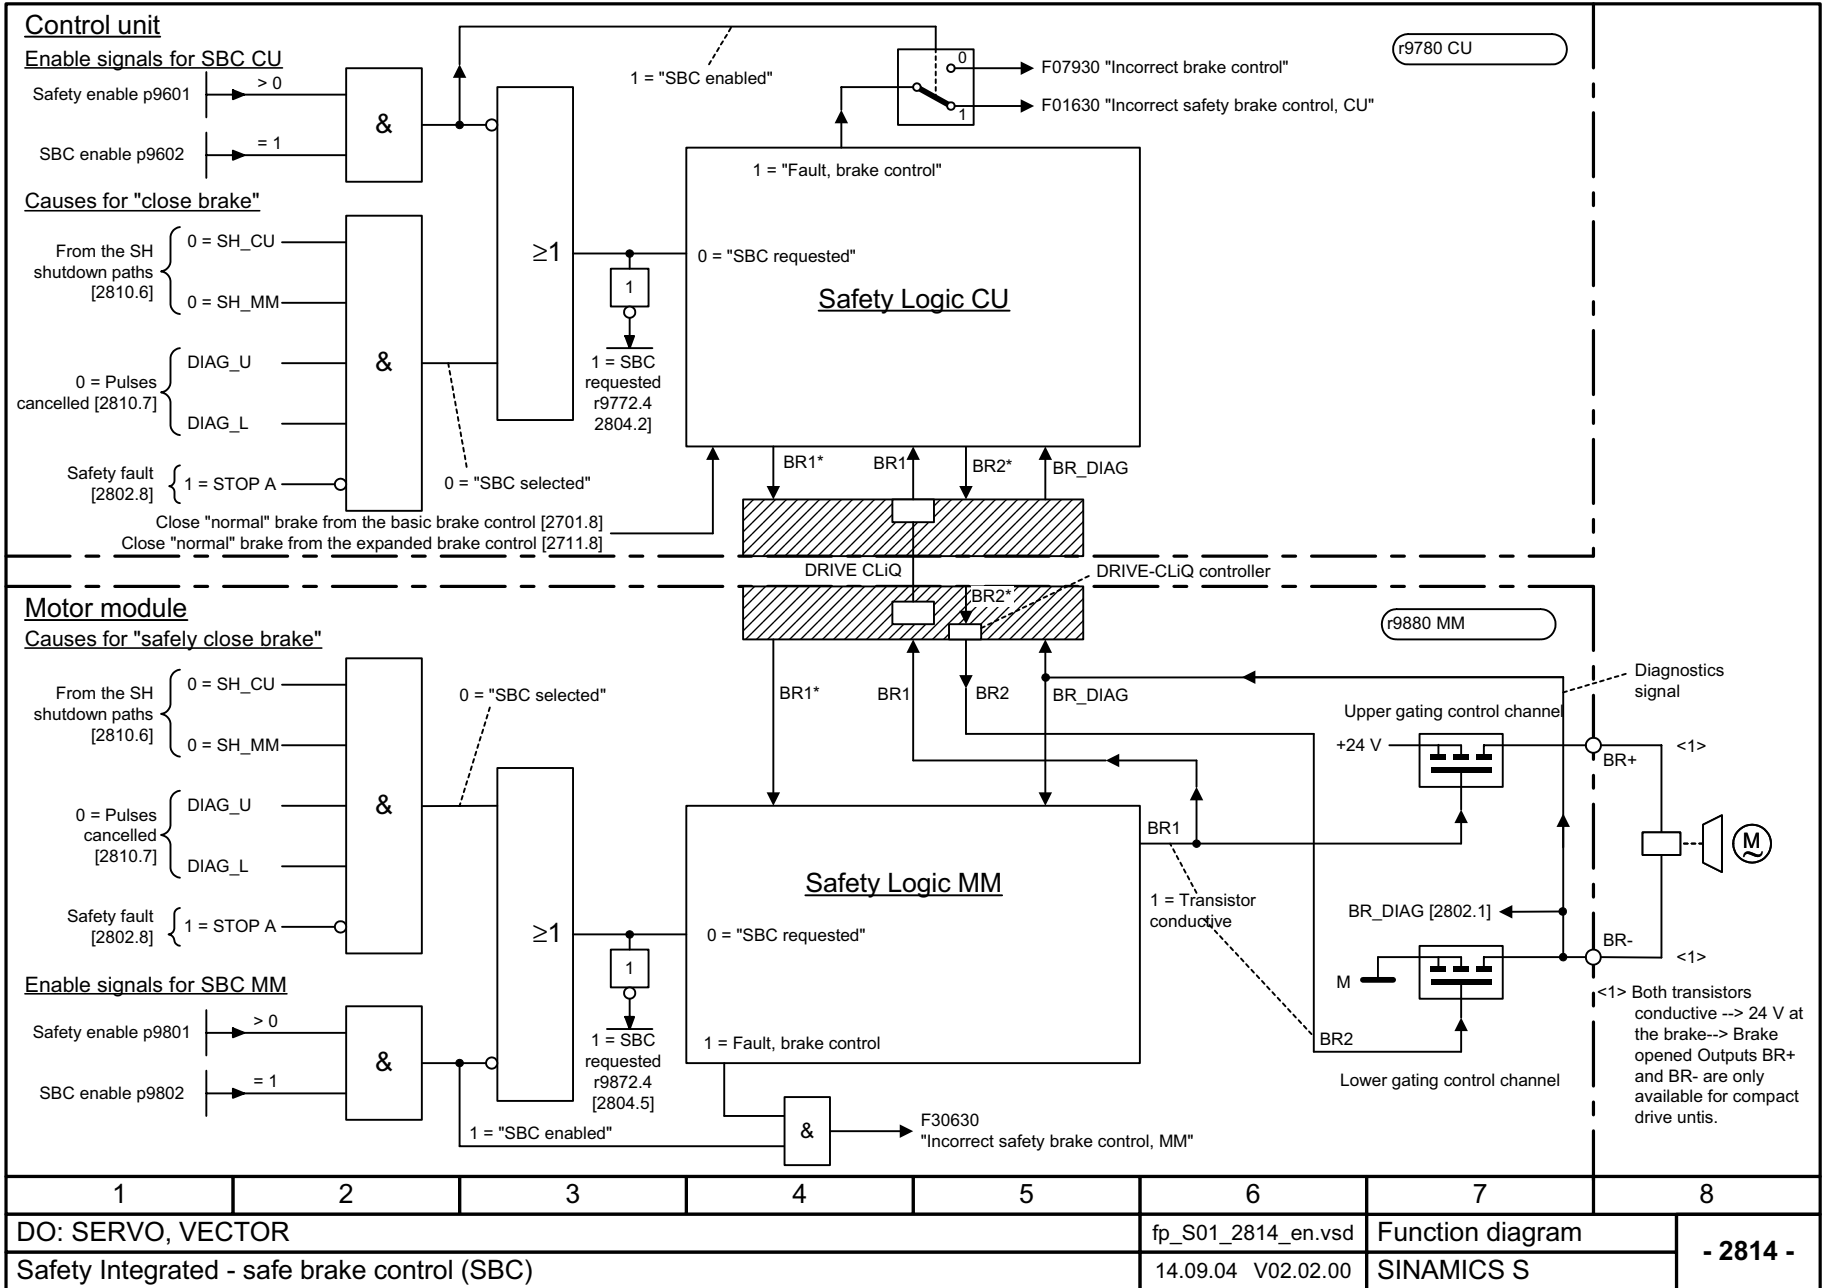 Control unit
Enable signals for SBC CU
Safety enable p9601
> 0
SBC enable p9602
= 1
&
1 = "SBC enabled"
0
1
F07930 "Incorrect brake control"
F01630 "Incorrect safety brake control, CU"
r9780 CU
Causes for "close brake"
From the SH
shutdown paths
[2810.6]
0 = SH_CU
0 = SH_MM
0 = Pulses
cancelled [2810.7]
DIAG_U
DIAG_L
Safety fault
[2802.8]
1 = STOP A
&
0 = "SBC selected"
≥1
1
1 = SBC
requested
r9772.4
2804.2]
1 = "Fault, brake control"
0 = "SBC requested"
Safety Logic CU
Close "normal" brake from the basic brake control [2701.8]
Close "normal" brake from the expanded brake control [2711.8]
BR1*
BR1
BR2*
BR_DIAG
DRIVE CLiQ
DRIVE-CLiQ controller
BR2*
Motor module
Causes for "safely close brake"
From the SH
shutdown paths
[2810.6]
0 = SH_CU
0 = SH_MM
0 = Pulses
cancelled
[2810.7]
DIAG_U
DIAG_L
Safety fault
[2802.8]
1 = STOP A
&
0 = "SBC selected"
Enable signals for SBC MM
Safety enable p9801
> 0
SBC enable p9802
= 1
&
≥1
1
1 = SBC
requested
r9872.4
[2804.5]
1 = "SBC enabled"
BR1*
BR1
BR2
BR_DIAG
Safety Logic MM
0 = "SBC requested"
1 = Fault, brake control
&
F30630
"Incorrect safety brake control, MM"
r9880 MM
Diagnostics
signal
Upper gating control channel
+24 V
BR+
<1>
BR1
1 = Transistor
conductive
M
BR_DIAG [2802.1]
BR-
<1>
M
BR2
Lower gating control channel
<1> Both transistors
conductive --> 24 V at
the brake--> Brake
opened Outputs BR+
and BR- are only
available for compact
drive untis.
1 2 3 4 5 6 7 8
DO: SERVO, VECTOR
fp_S01_2814_en.vsd
Function diagram
- 2814 -
Safety Integrated - safe brake control (SBC)
14.09.04 V02.02.00
SINAMICS S